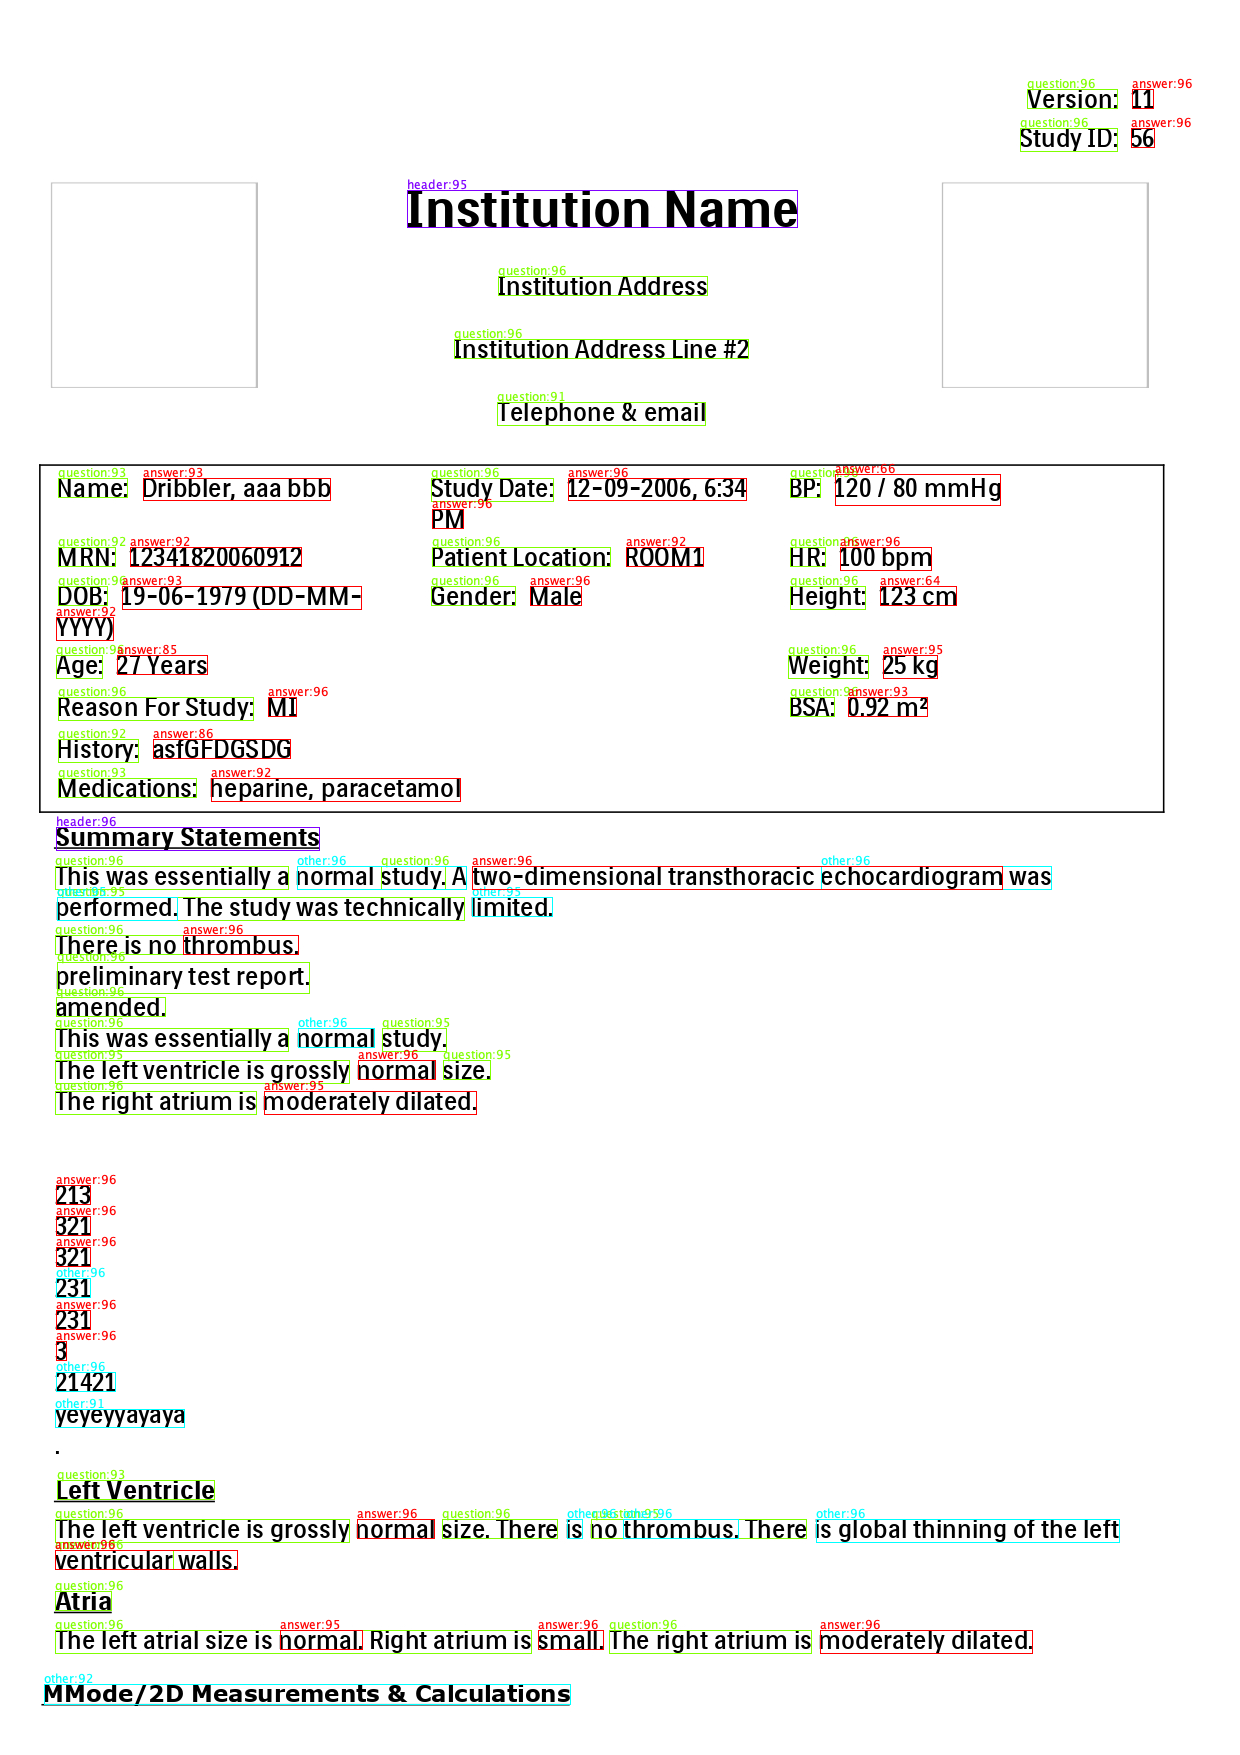 question:96 answer:96
Version: 11
question:96 answer:96
Study ID: 56
header:95
Institution Name
question:96
Institution Address
question:96
Institution Address Line #2
question:91
Telephone & email
question:93 answer:93 question:96 answer:96 answer:66
Name: Dribbler, aaa bbb Study Date: 12-09-2006, 6:34 BP: 120 / 80 mmHg
answer:96
PM
question:92 answer:92 question:96 answer:92 answer:96
MRN: 12341820060912 Patient Location: ROOM1 HR: 100 bpm
answer:93 question:96 answer:96 question:96 answer:64
DOB: 19-06-1979 (DD-MM- Gender: Male Height: 123 cm
answer:92
YYYY)
answer:85 question:96 answer:95
Age: 27 Years Weight: 25 kg
question:96 answer:96 answer:93
Reason For Study: MI BSA: 0.92 m²
question:92 answer:86
History: asfGFDGSDG
question:93 answer:92
Medications: heparine, paracetamol
header:96
Summary Statements
question:96 other:96 question:96 answer:96 other:96
This was essentially a normal study. A two-dimensional transthoracic echocardiogram was
other:95
performed. The study was technically limited.
question:96 answer:96
There is no thrombus.
question:96
preliminary test report.
question:96
amended.
question:96 other:96 question:95
This was essentially a normal study.
question:95 answer:96 question:95
The left ventricle is grossly normal size.
question:96 answer:95
The right atrium is moderately dilated.
answer:96
213
answer:96
321
answer:96
321
other:96
231
answer:96
231
answer:96
3
other:96
21421
other:91
yeyeyyayaya
.
question:93
Left Ventricle
question:96 answer:96 question:96 other:96
The left ventricle is grossly normal size. There is no thrombus. There is global thinning of the left
answer:96
ventricular walls.
question:96
Atria
question:96 answer:95 answer:96 question:96 answer:96
The left atrial size is normal. Right atrium is small. The right atrium is moderately dilated.
other:92
MMode/2D Measurements & Calculations